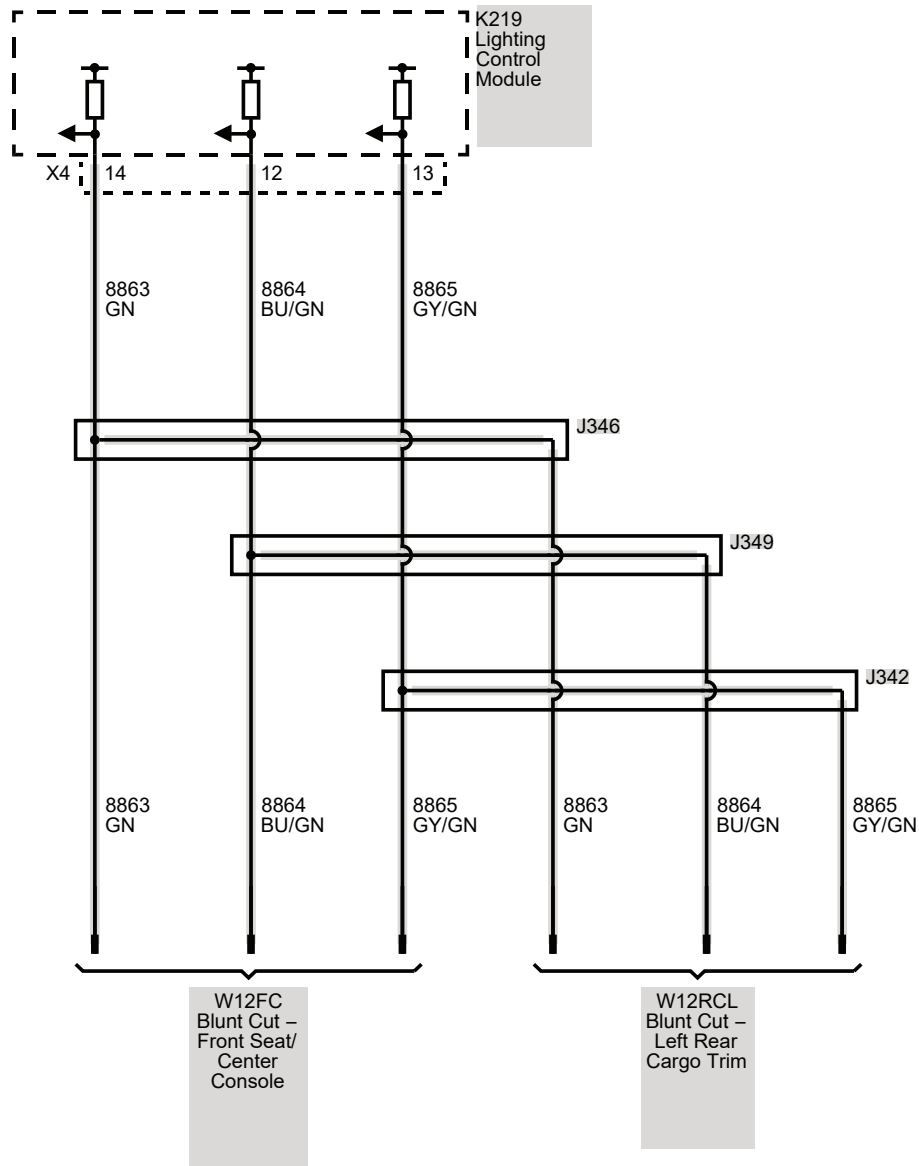 K219
Lighting
Control
Module
X4 14 12 13
8863
GN
8864
BU/GN
8865
GY/GN
J346
J349
J342
8863
GN
8864
BU/GN
8865
GY/GN
8863
GN
8864
BU/GN
8865
GY/GN
W12FC
Blunt Cut –
Front Seat/
Center
Console
W12RCL
Blunt Cut –
Left Rear
Cargo Trim